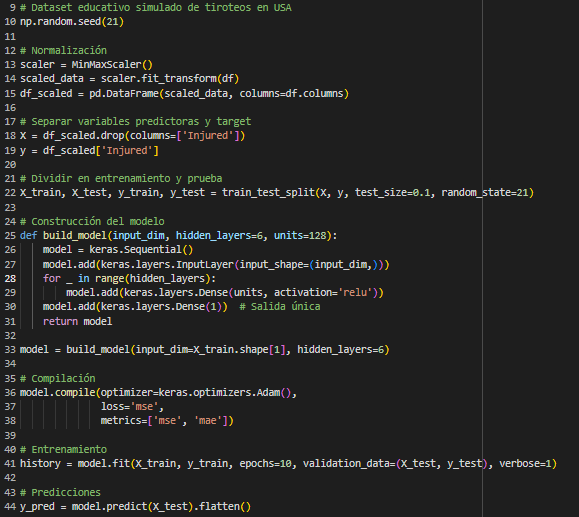 9 # Dataset educativo simulado de tiroteos en USA
10 np.random.seed(21)
11
12 # Normalización
13 scaler = MinMaxScaler()
14 scaled_data = scaler.fit_transform(df)
15 df_scaled = pd.DataFrame(scaled_data, columns=df.columns)
16
17 # Separar variables predictoras y target
18 X = df_scaled.drop(columns=['Injured'])
19 y = df_scaled['Injured']
20
21 # Dividir en entrenamiento y prueba
22 X_train, X_test, y_train, y_test = train_test_split(X, y, test_size=0.1, random_state=21)
23
24 # Construcción del modelo
25 def build_model(input_dim, hidden_layers=6, units=128):
26     model = keras.Sequential()
27     model.add(keras.layers.InputLayer(input_shape=(input_dim,)))
28     for _ in range(hidden_layers):
29         model.add(keras.layers.Dense(units, activation='relu'))
30     model.add(keras.layers.Dense(1))  # Salida única
31     return model
32
33 model = build_model(input_dim=X_train.shape[1], hidden_layers=6)
34
35 # Compilación
36 model.compile(optimizer=keras.optimizers.Adam(),
37               loss='mse',
38               metrics=['mse', 'mae'])
39
40 # Entrenamiento
41 history = model.fit(X_train, y_train, epochs=10, validation_data=(X_test, y_test), verbose=1)
42
43 # Predicciones
44 y_pred = model.predict(X_test).flatten()